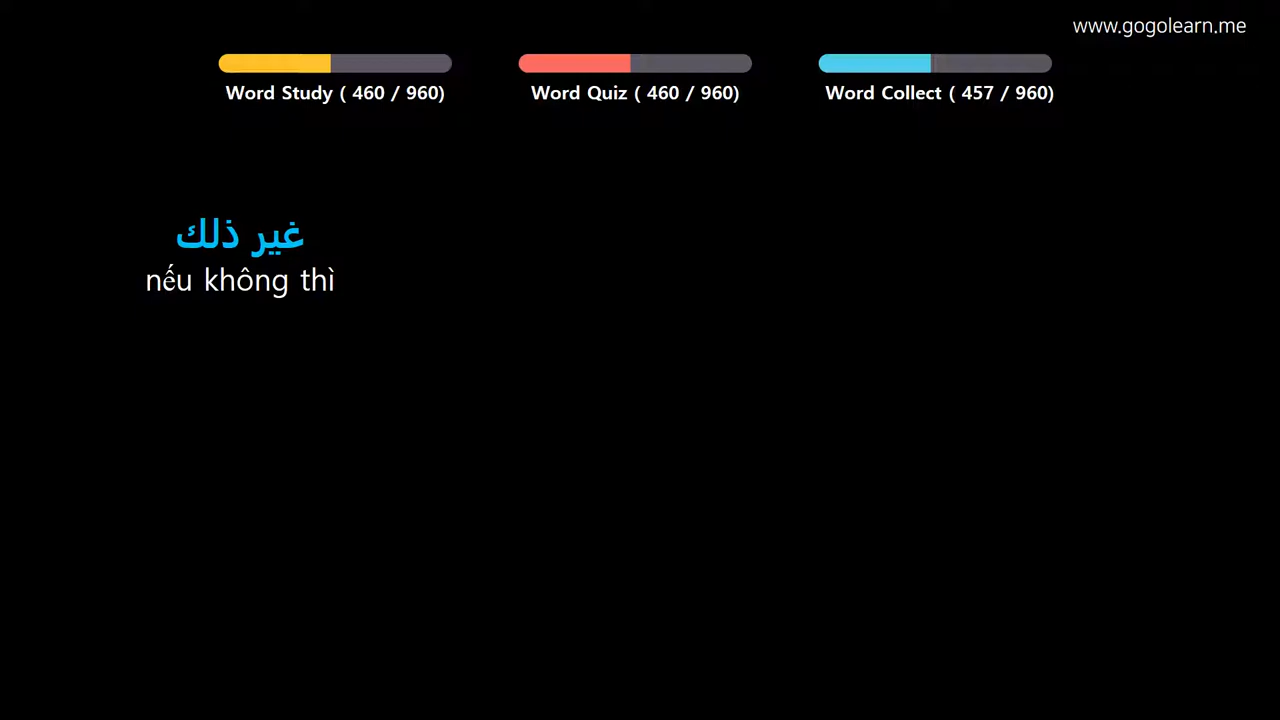 www.gogolearn.me
Word Study ( 460 / 960)
Word Quiz ( 460 / 960)
Word Collect ( 457 / 960)
غير ذلك
nếu không thì